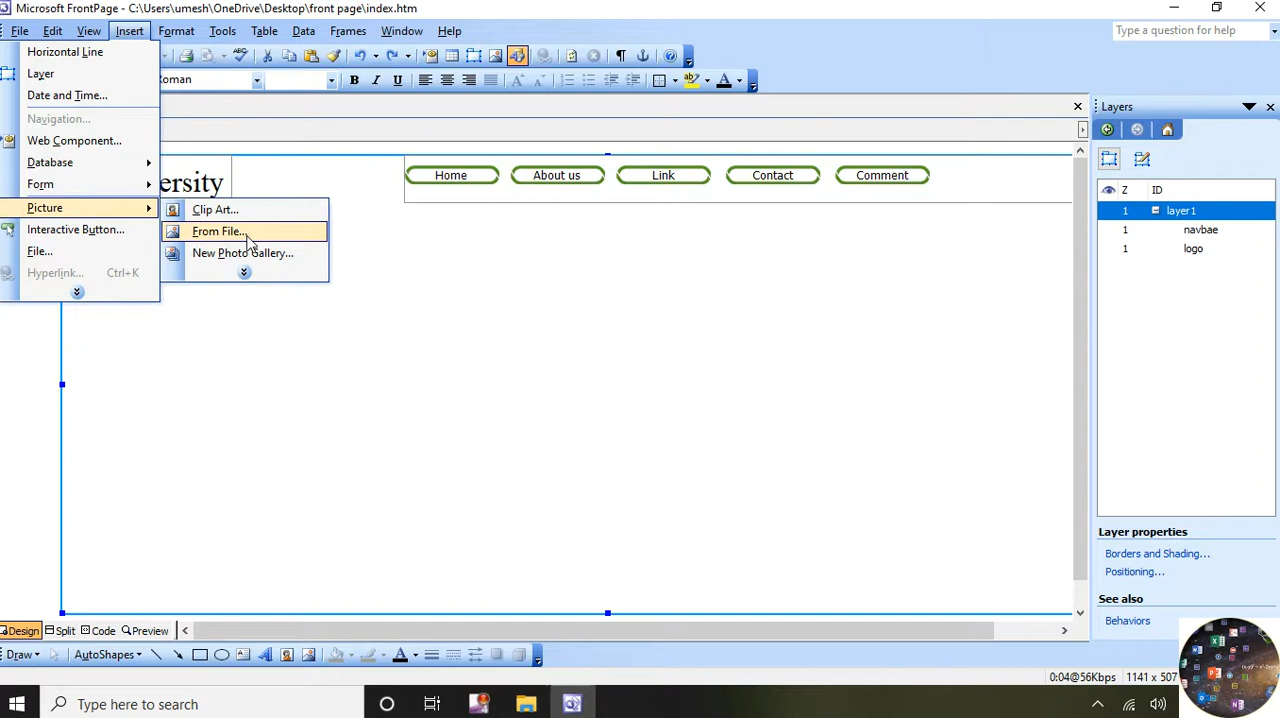 Microsoft FrontPage - C:\Users\umesh\OneDrive\Desktop\front page\index.htm
File Edit View Insert Format Tools Table Data Frames Window Help
Type a question for help
Horizontal Line
Layer
Date and Time...
Navigation...
Web Component...
Database
Form
Picture
Interactive Button...
File...
Hyperlink... Ctrl+K
Clip Art...
From File...
New Photo Gallery...
Roman
ersity
Home About us Link Contact Comment
Layers
Z ID
1 layer1
1 navbae
1 logo
Layer properties
Borders and Shading...
Positioning...
See also
Behaviors
Design Split Code Preview
Draw AutoShapes
0:04@56Kbps 1141 x 507
Type here to search